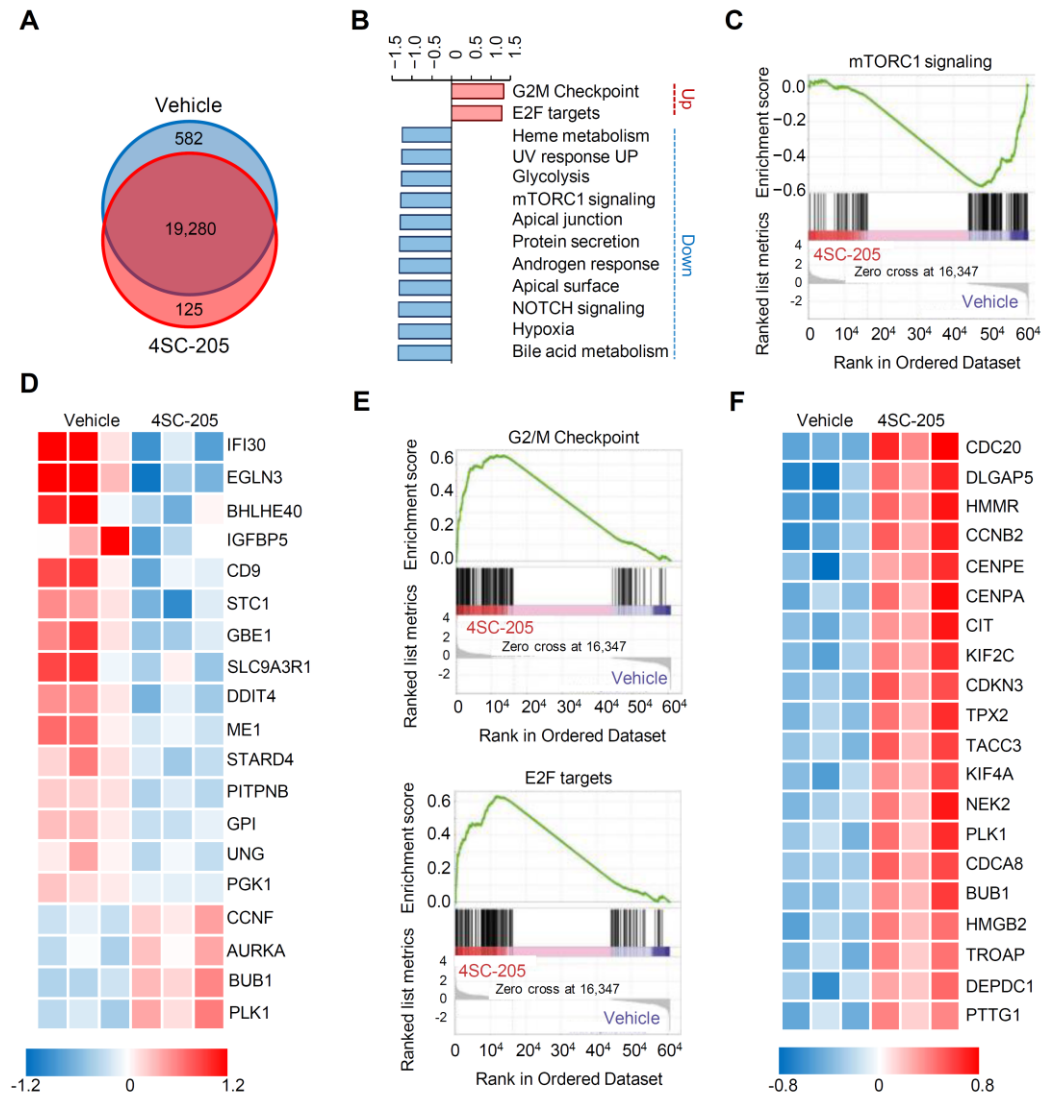 A
Vehicle
582
19,280
125
4SC-205
B
−1.5
−1.0
−0.5
0
0.5
1.0
1.5
G2M Checkpoint
E2F targets
Up
Heme metabolism
UV response UP
Glycolysis
mTORC1 signaling
Apical junction
Protein secretion
Androgen response
Apical surface
NOTCH signaling
Hypoxia
Bile acid metabolism
Down
C
mTORC1 signaling
Enrichment score
0.0
−0.2
−0.4
−0.6
Ranked list metrics
4
2
0
-2
4SC-205
Zero cross at 16,347
Vehicle
0 10⁴ 20⁴ 30⁴ 40⁴ 50⁴ 60⁴
Rank in Ordered Dataset
D
Vehicle 4SC-205
IFI30
EGLN3
BHLHE40
IGFBP5
CD9
STC1
GBE1
SLC9A3R1
DDIT4
ME1
STARD4
PITPNB
GPI
UNG
PGK1
CCNF
AURKA
BUB1
PLK1
-1.2 0 1.2
E
G2/M Checkpoint
Enrichment score
0.6
0.4
0.2
0.0
Ranked list metrics
4
2
0
-2
4SC-205
Zero cross at 16,347
Vehicle
0 10⁴ 20⁴ 30⁴ 40⁴ 50⁴ 60⁴
Rank in Ordered Dataset
E2F targets
Enrichment score
0.6
0.4
0.2
0.0
Ranked list metrics
4
2
0
-2
4SC-205
Zero cross at 16,347
Vehicle
0 10⁴ 20⁴ 30⁴ 40⁴ 50⁴ 60⁴
Rank in Ordered Dataset
F
Vehicle 4SC-205
CDC20
DLGAP5
HMMR
CCNB2
CENPE
CENPA
CIT
KIF2C
CDKN3
TPX2
TACC3
KIF4A
NEK2
PLK1
CDCA8
BUB1
HMGB2
TROAP
DEPDC1
PTTG1
-0.8 0 0.8